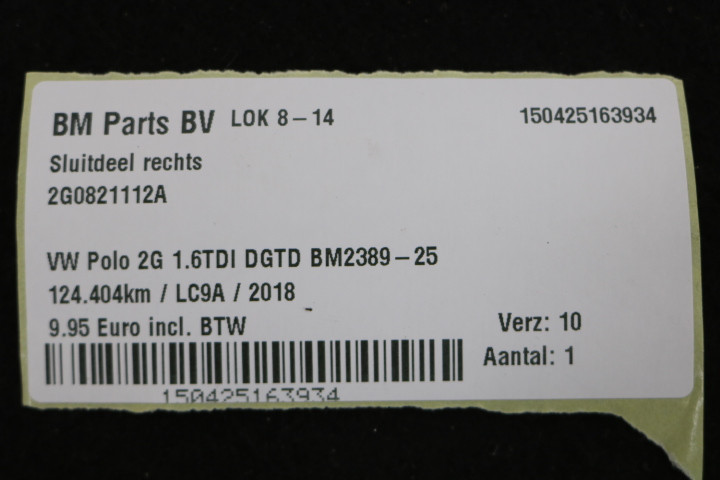 BM Parts BV LOK 8-14 150425163934
Sluitdeel rechts
2G0821112A
VW Polo 2G 1.6TDI DGTD BM2389-25
124.404km / LC9A / 2018
9.95 Euro incl. BTW Verz: 10
Aantal: 1
150425163934